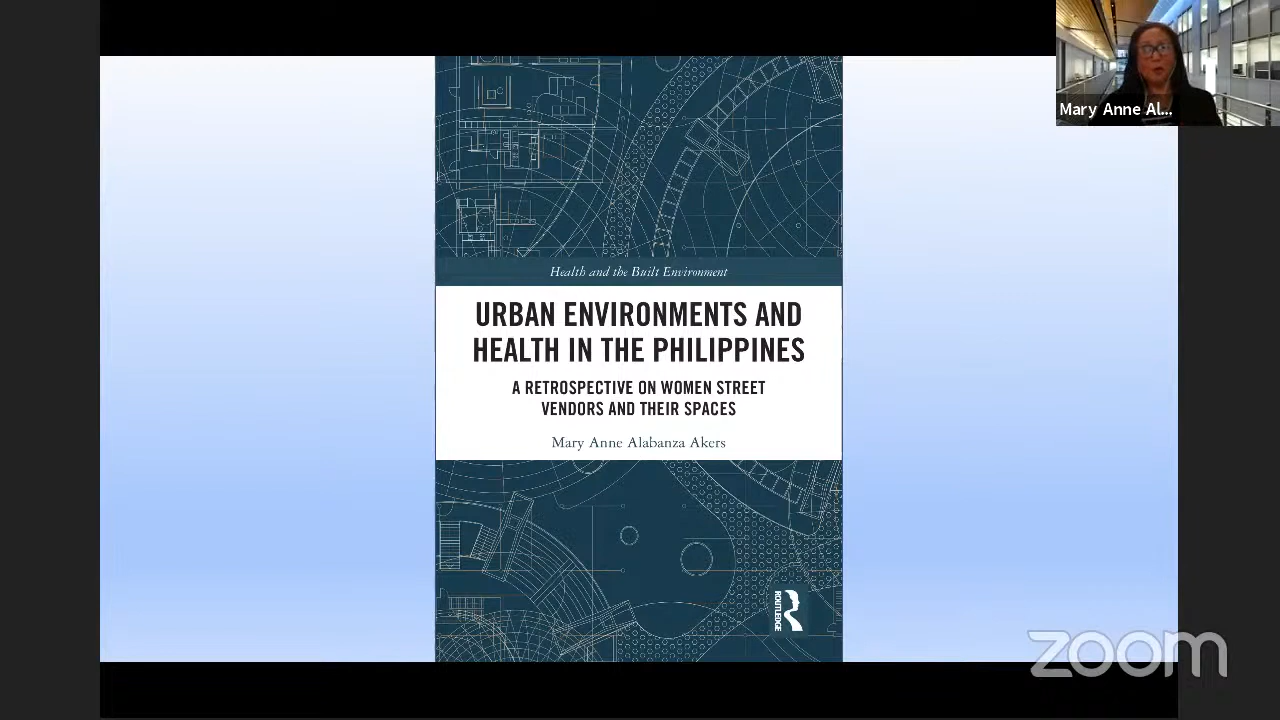 Mary Anne Al...
Health and the Built Environment
URBAN ENVIRONMENTS AND
HEALTH IN THE PHILIPPINES
A RETROSPECTIVE ON WOMEN STREET
VENDORS AND THEIR SPACES
Mary Anne Alabanza Akers
ROUTLEDGE
zoom